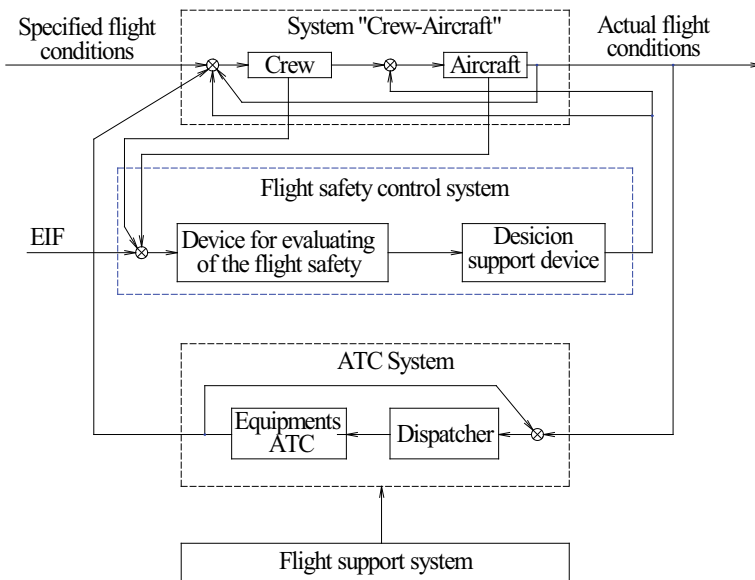 Specified flight
conditions
System "Crew-Aircraft"
Actual flight
conditions
Crew
Aircraft
Flight safety control system
EIF
Device for evaluating
of the flight safety
Desicion
support device
ATC System
Equipments
ATC
Dispatcher
Flight support system